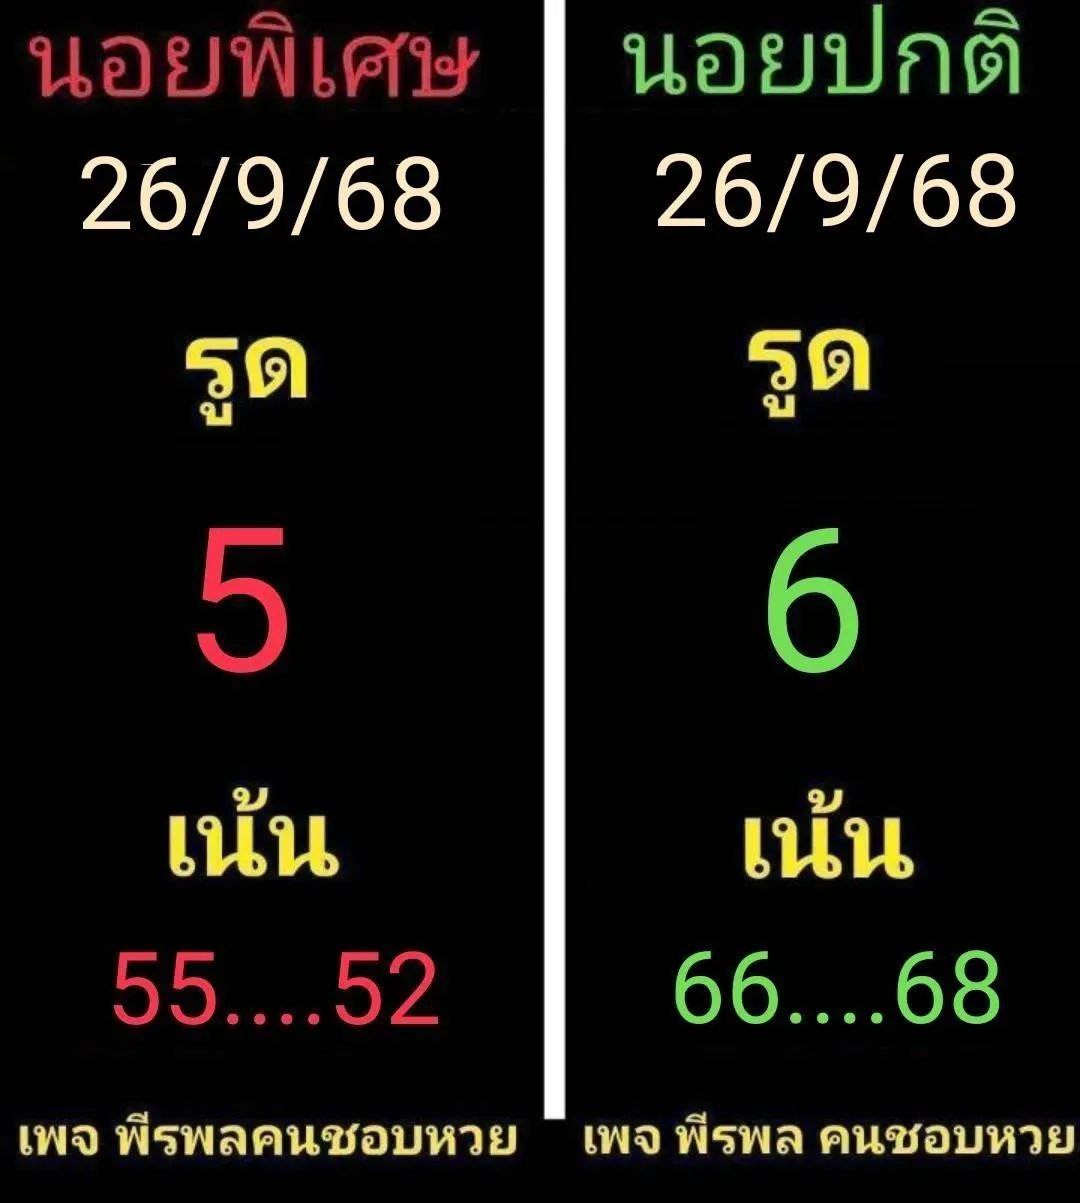 นอยพิเศษ
26/9/68
รูด
5
เน้น
55....52
เพจ พีรพลคนชอบหวย
นอยปกติ
26/9/68
รูด
6
เน้น
66....68
เพจ พีรพล คนชอบหวย